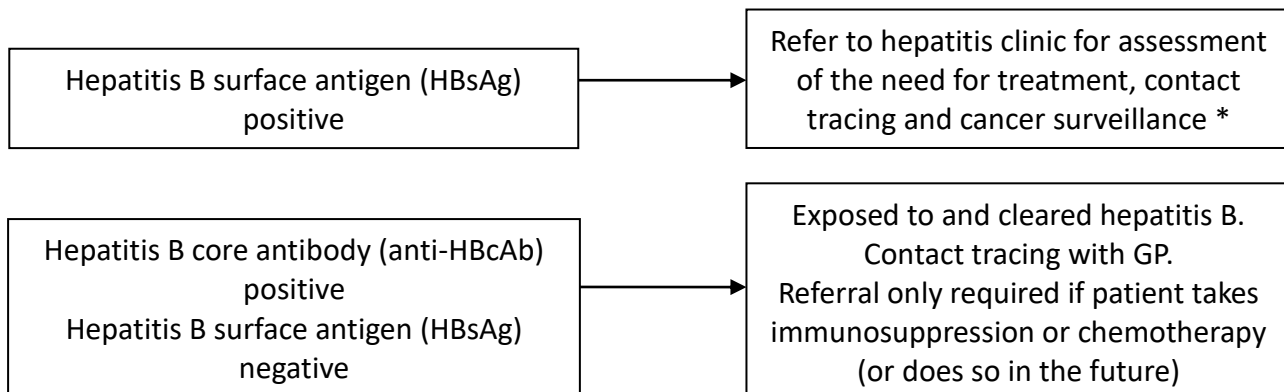 Hepatitis B surface antigen (HBsAg)
positive
Refer to hepatitis clinic for assessment
of the need for treatment, contact
tracing and cancer surveillance *
Hepatitis B core antibody (anti-HBcAb)
positive
Hepatitis B surface antigen (HBsAg)
negative
Exposed to and cleared hepatitis B.
Contact tracing with GP.
Referral only required if patient takes
immunosuppression or chemotherapy
(or does so in the future)